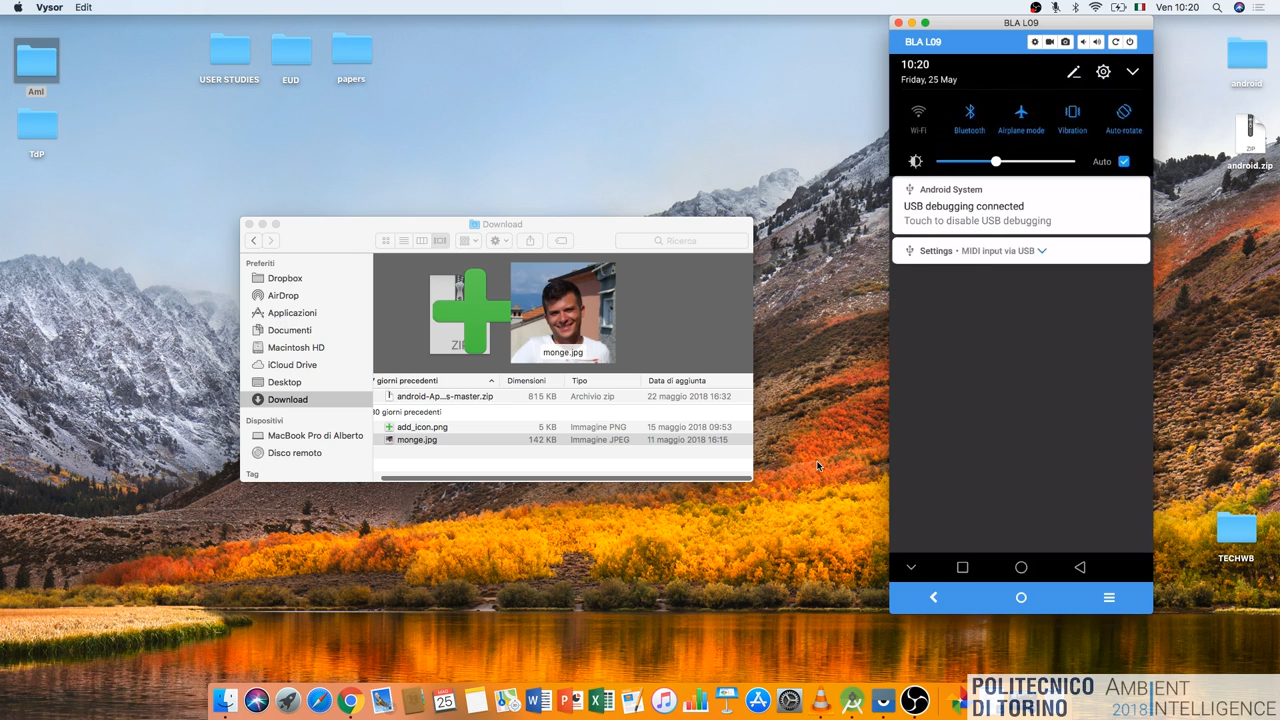 Vysor Edit
Ven 10:20
AmI
TdP
USER STUDIES
EUD
papers
android
ZIP
android.zip
TECHWB
Download
Ricerca
Preferiti
Dropbox
AirDrop
Applicazioni
Documenti
Macintosh HD
iCloud Drive
Desktop
Download
Dispositivi
MacBook Pro di Alberto
Disco remoto
Tag
ZIP
monge.jpg
7 giorni precedenti Dimensioni Tipo Data di aggiunta
android-Ap...s-master.zip 815 KB Archivio zip 22 maggio 2018 16:32
30 giorni precedenti
add_icon.png 5 KB Immagine PNG 15 maggio 2018 09:53
monge.jpg 142 KB Immagine JPEG 11 maggio 2018 16:15
BLA L09
BLA L09
10:20
Friday, 25 May
Wi-Fi Bluetooth Airplane mode Vibration Auto-rotate
Auto
Android System
USB debugging connected
Touch to disable USB debugging
Settings • MIDI input via USB
MAY
25
POLITECNICO
DI TORINO
AMBIENT
2018 INTELLIGENCE